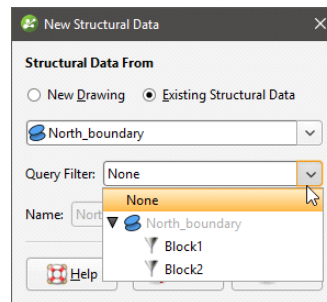 New Structural Data
Structural Data From
New Drawing Existing Structural Data
North_boundary
Query Filter: None
None
North_boundary
Name:
Block1
Block2
Help